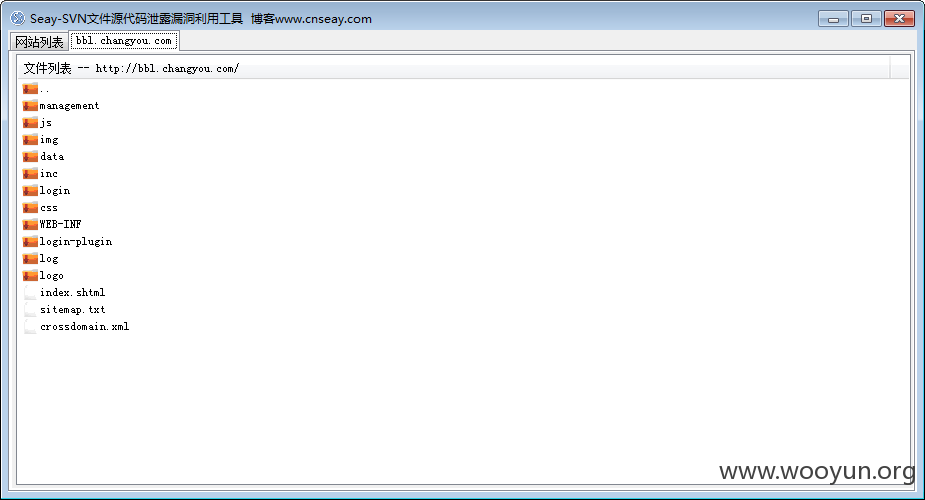 Seay-SVN文件源代码泄露漏洞利用工具 博客www.cnseay.com
网站列表 bbl.changyou.com
文件列表 -- http://bbl.changyou.com/
..
management
js
img
data
inc
login
css
WEB-INF
login-plugin
log
logo
index.shtml
sitemap.txt
crossdomain.xml
www.wooyun.org